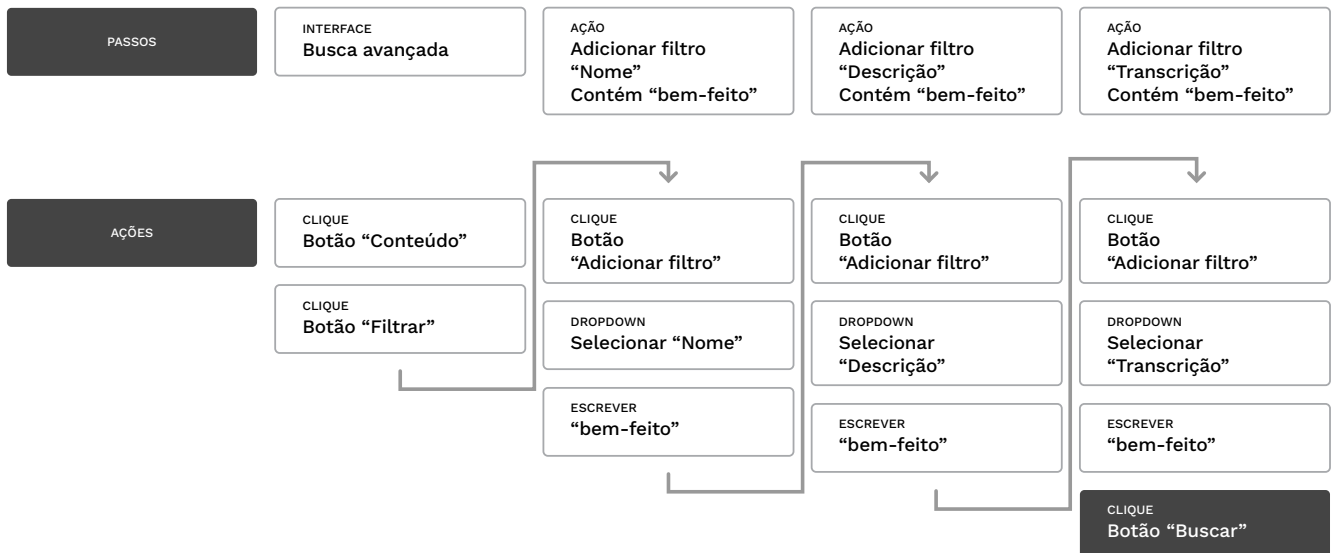 PASSOS
INTERFACE
Busca avançada
AÇÃO
Adicionar filtro
“Nome”
Contém “bem-feito”
AÇÃO
Adicionar filtro
“Descrição”
Contém “bem-feito”
AÇÃO
Adicionar filtro
“Transcrição”
Contém “bem-feito”
AÇÕES
CLIQUE
Botão “Conteúdo”
CLIQUE
Botão “Filtrar”
CLIQUE
Botão
“Adicionar filtro”
DROPDOWN
Selecionar “Nome”
ESCREVER
“bem-feito”
CLIQUE
Botão
“Adicionar filtro”
DROPDOWN
Selecionar
“Descrição”
ESCREVER
“bem-feito”
CLIQUE
Botão
“Adicionar filtro”
DROPDOWN
Selecionar
“Transcrição”
ESCREVER
“bem-feito”
CLIQUE
Botão “Buscar”